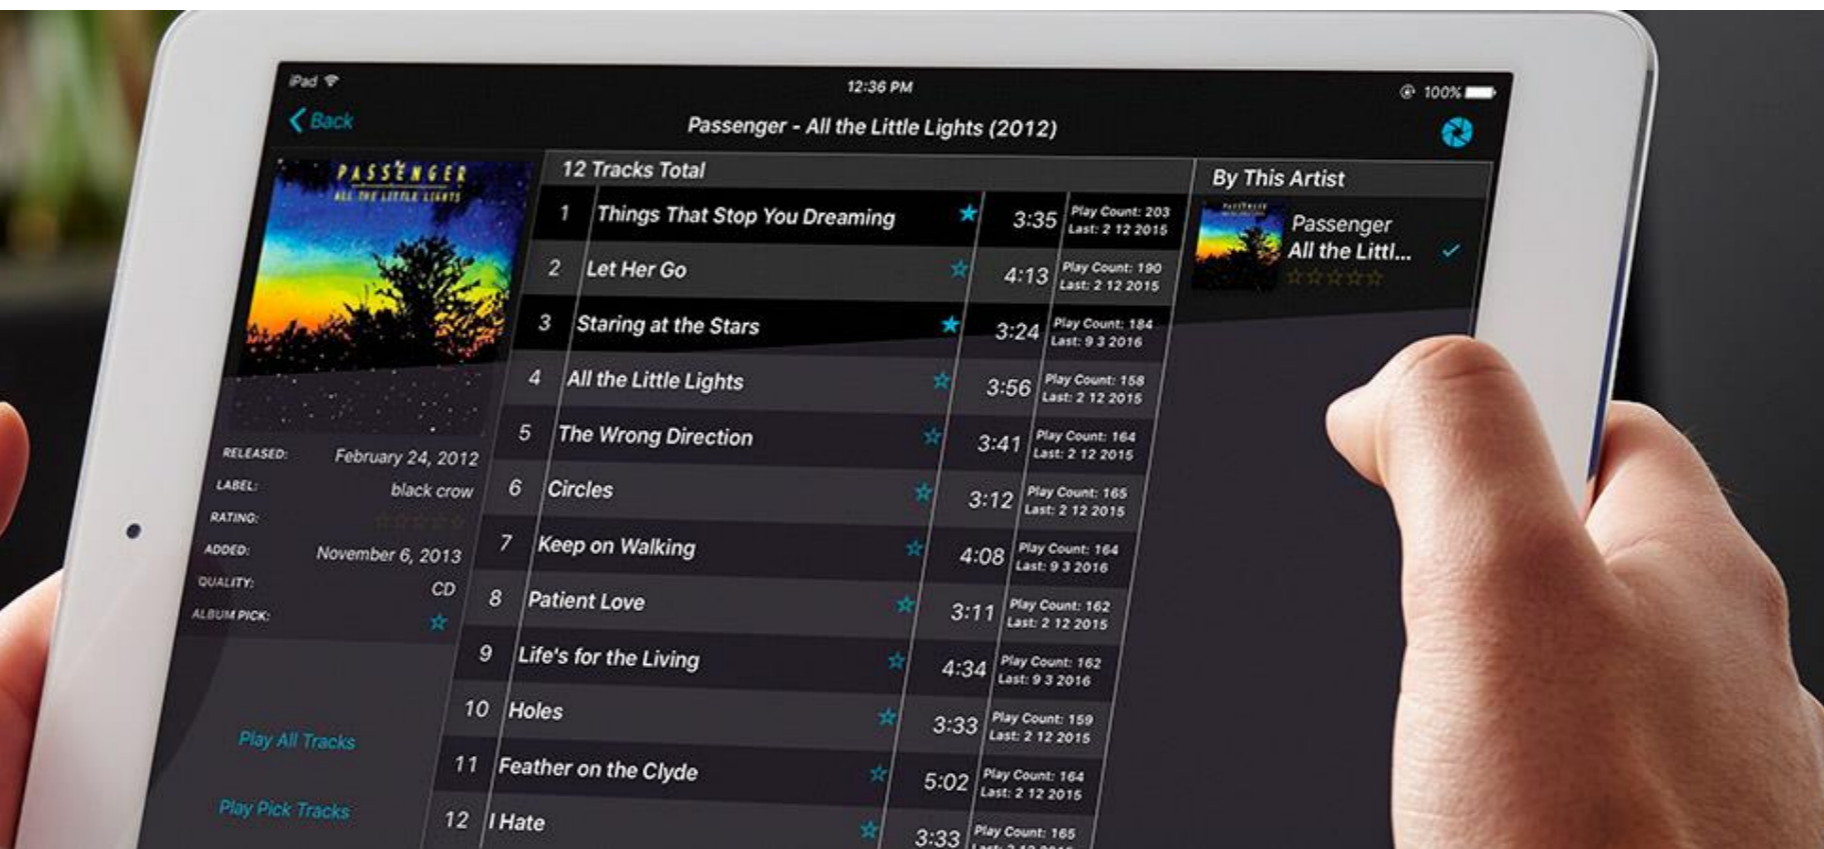 iPad
12:36 PM
100%
Back
Passenger - All the Little Lights (2012)
PASSENGER
ALL THE LITTLE LIGHTS
RELEASED: February 24, 2012
LABEL: black crow
RATING:
ADDED: November 6, 2013
QUALITY: CD
ALBUM PICK:
Play All Tracks
Play Pick Tracks
12 Tracks Total
1 Things That Stop You Dreaming 3:35 Play Count: 203
Last: 2 12 2015
2 Let Her Go 4:13 Play Count: 190
Last: 2 12 2015
3 Staring at the Stars 3:24 Play Count: 184
Last: 9 3 2016
4 All the Little Lights 3:56 Play Count: 158
Last: 2 12 2015
5 The Wrong Direction 3:41 Play Count: 164
Last: 2 12 2015
6 Circles 3:12 Play Count: 165
Last: 2 12 2015
7 Keep on Walking 4:08 Play Count: 164
Last: 9 3 2016
8 Patient Love 3:11 Play Count: 162
Last: 2 12 2015
9 Life's for the Living 4:34 Play Count: 162
Last: 9 3 2016
10 Holes 3:33 Play Count: 159
Last: 2 12 2015
11 Feather on the Clyde 5:02 Play Count: 164
Last: 2 12 2015
12 I Hate 3:33 Play Count: 165
By This Artist
Passenger
All the Littl...